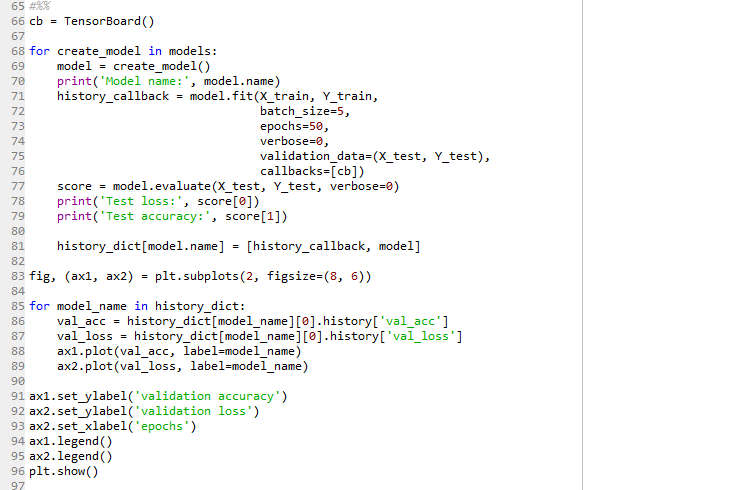 65 #%%
66 cb = TensorBoard()
67
68 for create_model in models:
69     model = create_model()
70     print('Model name:', model.name)
71     history_callback = model.fit(X_train, Y_train,
72                                  batch_size=5,
73                                  epochs=50,
74                                  verbose=0,
75                                  validation_data=(X_test, Y_test),
76                                  callbacks=[cb])
77     score = model.evaluate(X_test, Y_test, verbose=0)
78     print('Test loss:', score[0])
79     print('Test accuracy:', score[1])
80
81     history_dict[model.name] = [history_callback, model]
82
83 fig, (ax1, ax2) = plt.subplots(2, figsize=(8, 6))
84
85 for model_name in history_dict:
86     val_acc = history_dict[model_name][0].history['val_acc']
87     val_loss = history_dict[model_name][0].history['val_loss']
88     ax1.plot(val_acc, label=model_name)
89     ax2.plot(val_loss, label=model_name)
90
91 ax1.set_ylabel('validation accuracy')
92 ax2.set_ylabel('validation loss')
93 ax2.set_xlabel('epochs')
94 ax1.legend()
95 ax2.legend()
96 plt.show()
97